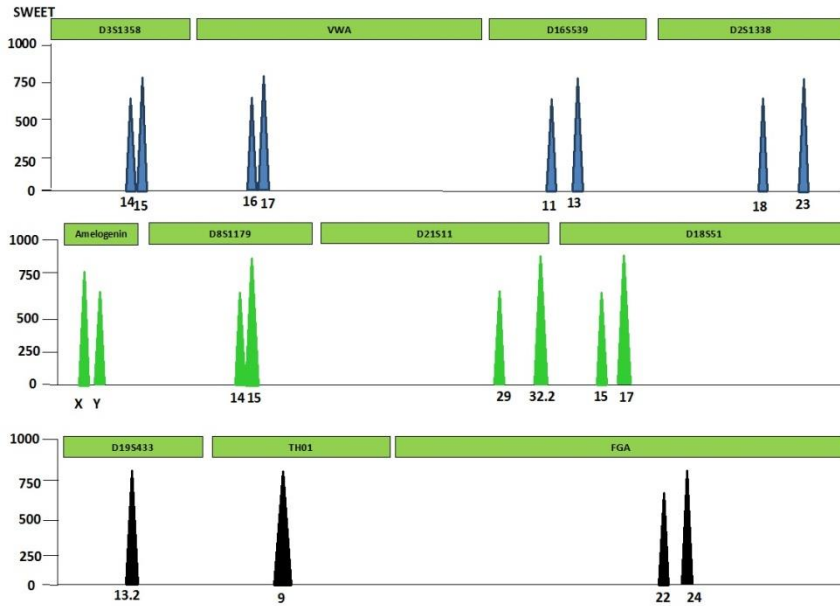 SWEET
D3S1358 VWA D16S539 D2S1338
1000
750
500
250
0
14 15 16 17 11 13 18 23
Amelogenin D8S1179 D21S11 D18S51
1000
750
500
250
0
X Y 14 15 29 32.2 15 17
D19S433 TH01 FGA
1000
750
500
250
0
13.2 9 22 24